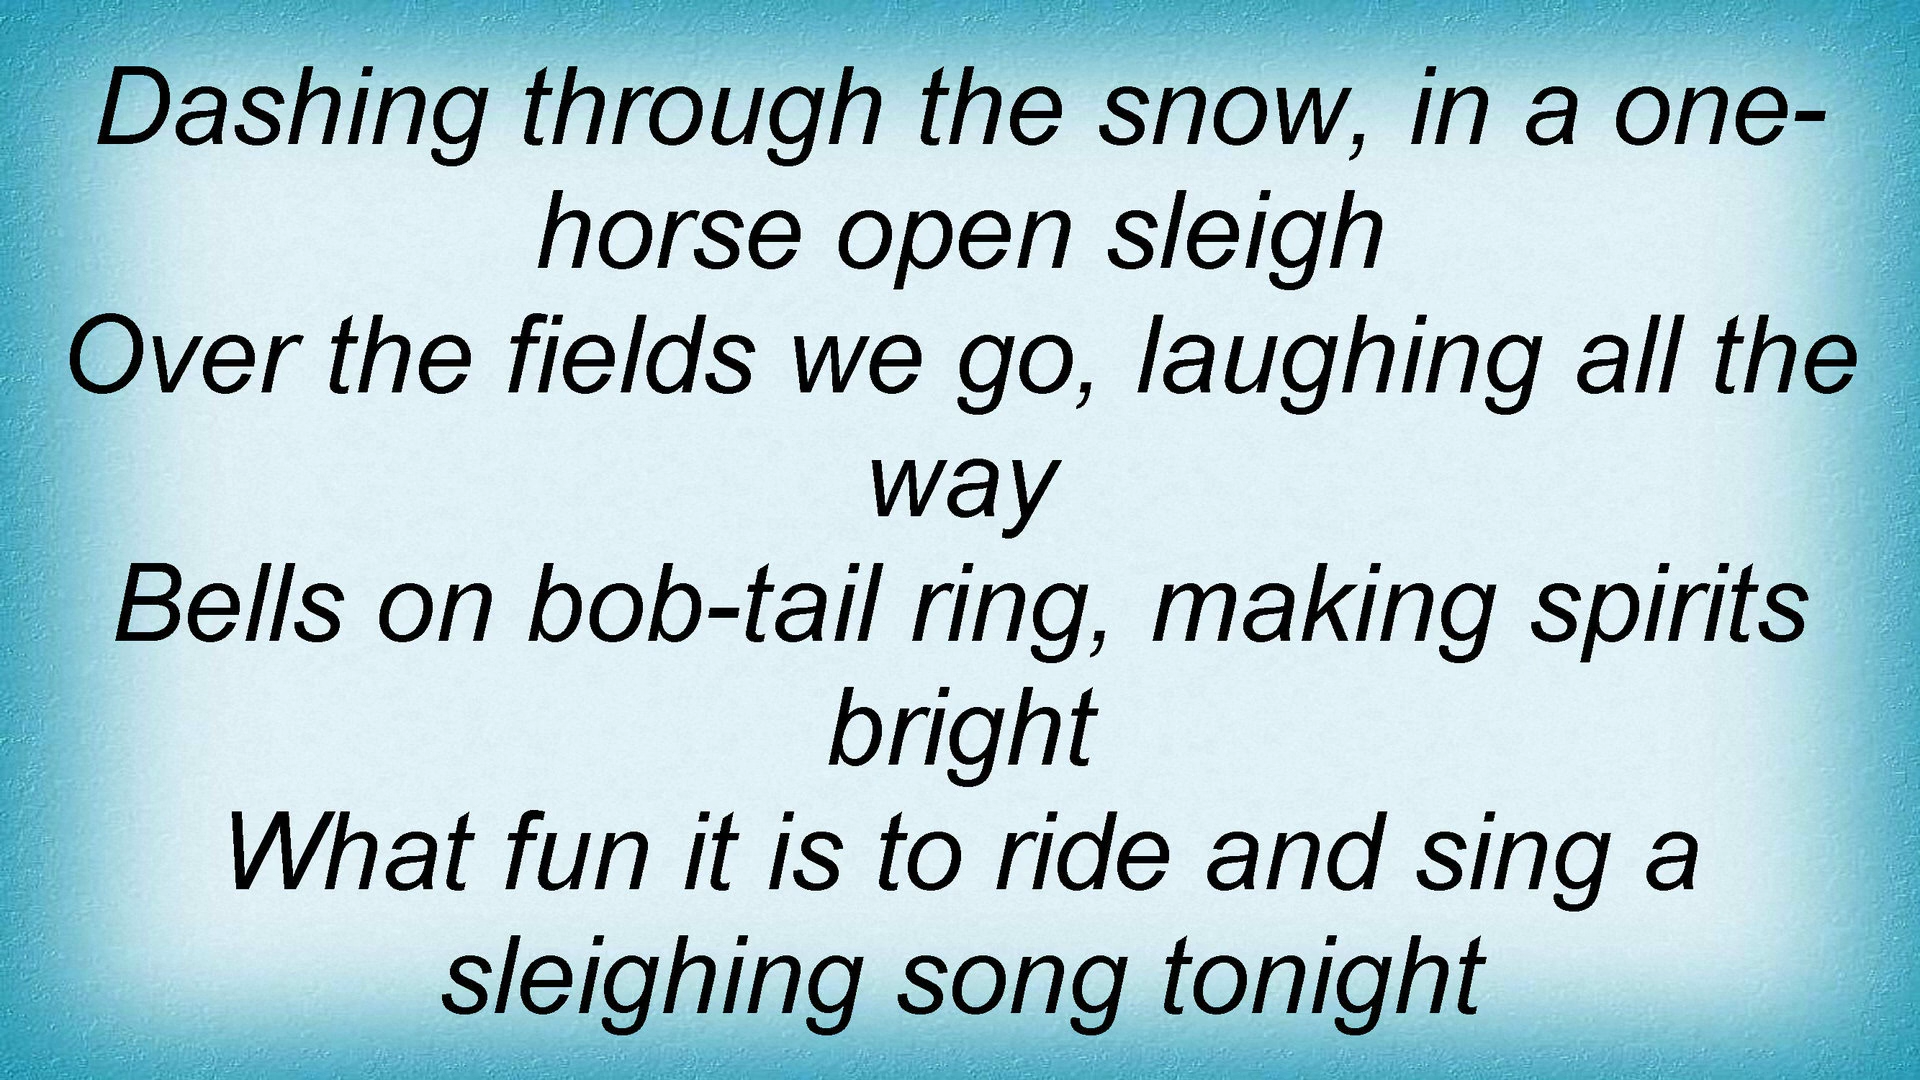 Dashing through the snow, in a one-
horse open sleigh
Over the fields we go, laughing all the
way
Bells on bob-tail ring, making spirits
bright
What fun it is to ride and sing a
sleighing song tonight